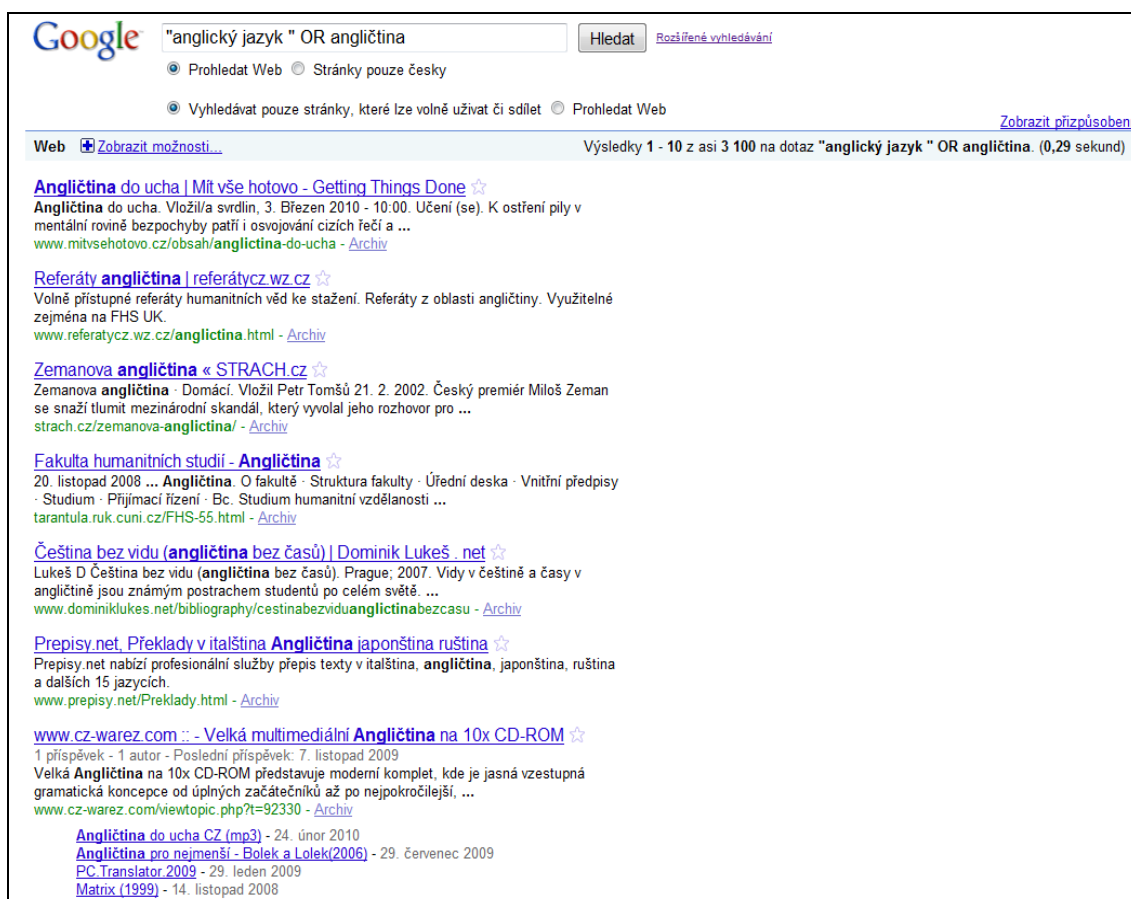 Google "anglický jazyk " OR angličtina Hledat Rozšířené vyhledávání
Prohledat Web Stránky pouze česky
Vyhledávat pouze stránky, které lze volně uživat či sdílet Prohledat Web
Zobrazit přizpůsoben
Web Zobrazit možnosti... Výsledky 1 - 10 z asi 3 100 na dotaz "anglický jazyk " OR angličtina. (0,29 sekund)
Angličtina do ucha | Mít vše hotovo - Getting Things Done
Angličtina do ucha. Vložil/a svrdlin, 3. Březen 2010 - 10:00. Učení (se). K ostření pily v
mentální rovině bezpochyby patří i osvojování cizích řečí a ...
www.mitvsehotovo.cz/obsah/anglictina-do-ucha - Archiv
Referáty angličtina | referátycz.wz.cz
Volně přístupné referáty humanitních věd ke stažení. Referáty z oblasti angličtiny. Využitelné
zejména na FHS UK.
www.referatycz.wz.cz/anglictina.html - Archiv
Zemanova angličtina « STRACH.cz
Zemanova angličtina · Domácí. Vložil Petr Tomšů 21. 2. 2002. Český premiér Miloš Zeman
se snaží tlumit mezinárodní skandál, který vyvolal jeho rozhovor pro ...
strach.cz/zemanova-anglictina/ - Archiv
Fakulta humanitních studií - Angličtina
20. listopad 2008 ... Angličtina. O fakultě · Struktura fakulty · Úřední deska · Vnitřní předpisy
· Studium · Přijímací řízení · Bc. Studium humanitní vzdělanosti ...
tarantula.ruk.cuni.cz/FHS-55.html - Archiv
Čeština bez vidu (angličtina bez časů) | Dominik Lukeš . net
Lukeš D Čeština bez vidu (angličtina bez časů). Prague; 2007. Vidy v češtině a časy v
angličtině jsou známým postrachem studentů po celém světě. ...
www.dominiklukes.net/bibliography/cestinabezviduanglictinabezcasu - Archiv
Prepisy.net, Překlady v italština Angličtina japonština ruština
Prepisy.net nabízí profesionální služby přepis texty v italština, angličtina, japonština, ruština
a dalších 15 jazycích.
www.prepisy.net/Preklady.html - Archiv
www.cz-warez.com :: - Velká multimediální Angličtina na 10x CD-ROM
1 příspěvek - 1 autor - Poslední příspěvek: 7. listopad 2009
Velká Angličtina na 10x CD-ROM představuje moderní komplet, kde je jasná vzestupná
gramatická koncepce od úplných začátečníků až po nejpokročilejší, ...
www.cz-warez.com/viewtopic.php?t=92330 - Archiv
Angličtina do ucha CZ (mp3) - 24. únor 2010
Angličtina pro nejmenší - Bolek a Lolek(2006) - 29. červenec 2009
PC.Translator.2009 - 29. leden 2009
Matrix (1999) - 14. listopad 2008